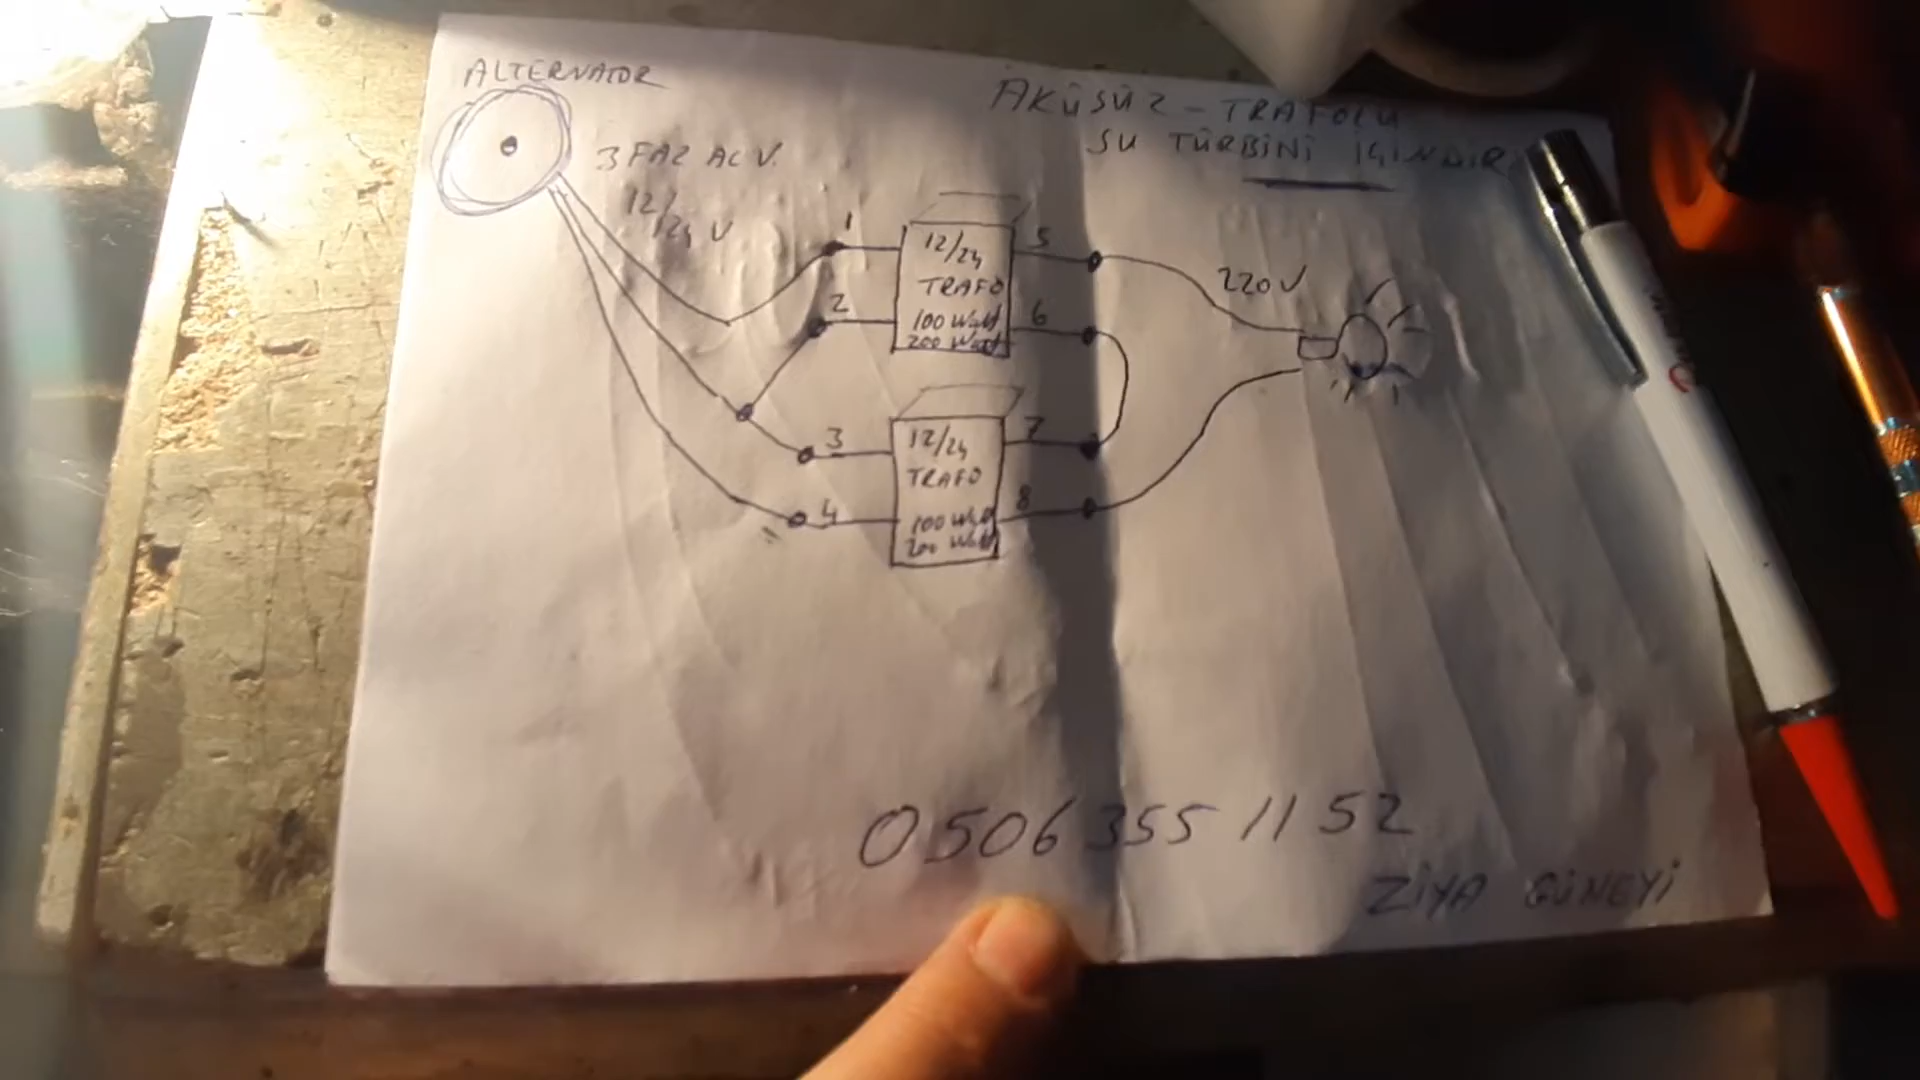 ALTERNATÖR
AKÜSÜZ - TRAFOLU
SU TÜRBİNİ İÇİNDİR
3 FAZ AC V.
12/24 V
1
2
3
4
12/24
TRAFO
100 Watt
200 Watt
5
6
12/24
TRAFO
100 Watt
200 Watt
7
8
220V
0506 355 11 52
ZİYA GÜNEYİ